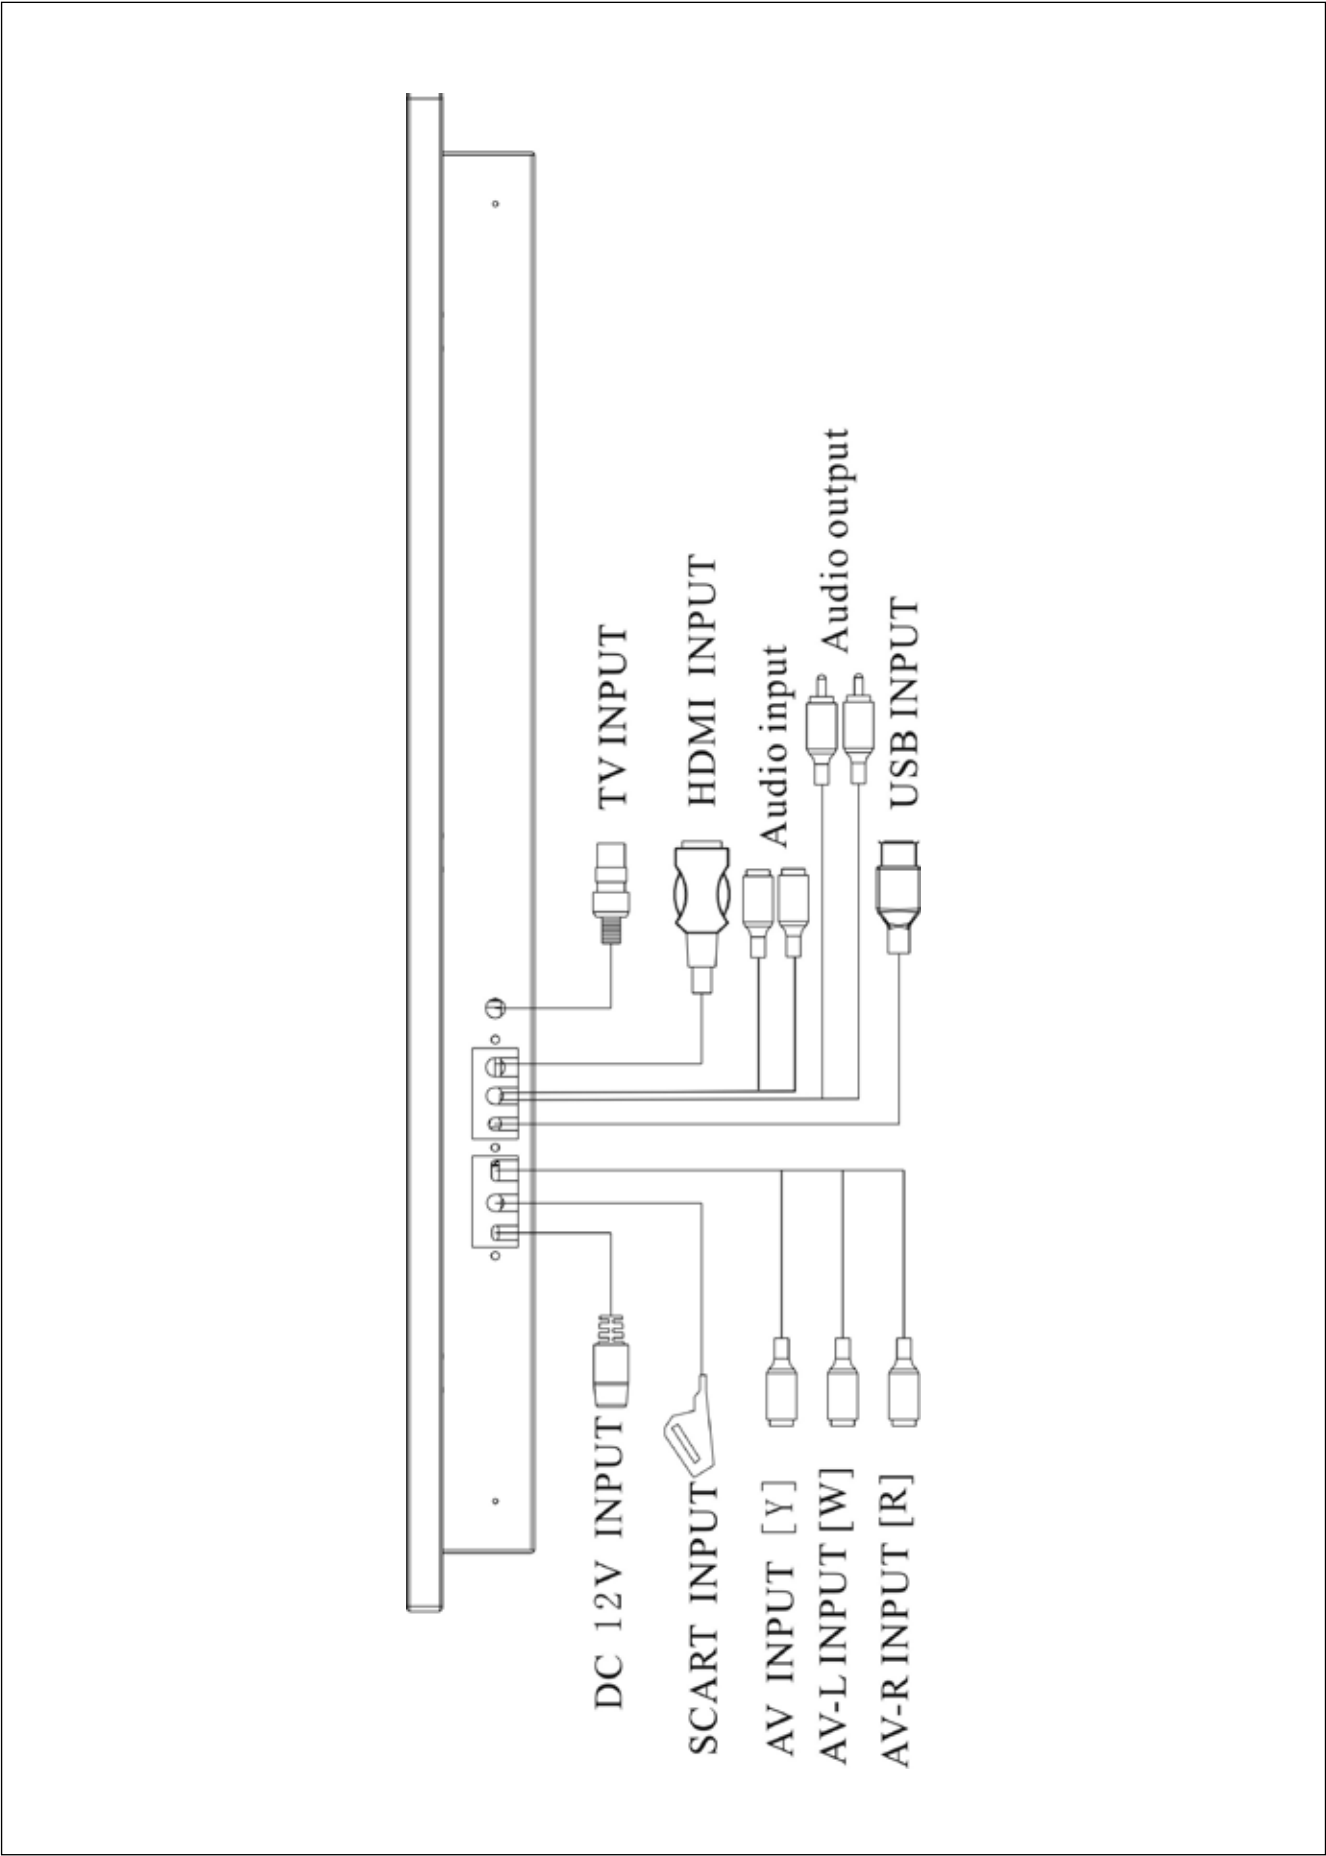 TV INPUT
HDMI INPUT
Audio input
Audio output
USB INPUT
DC 12V INPUT
SCART INPUT
AV INPUT [Y]
AV-L INPUT [W]
AV-R INPUT [R]